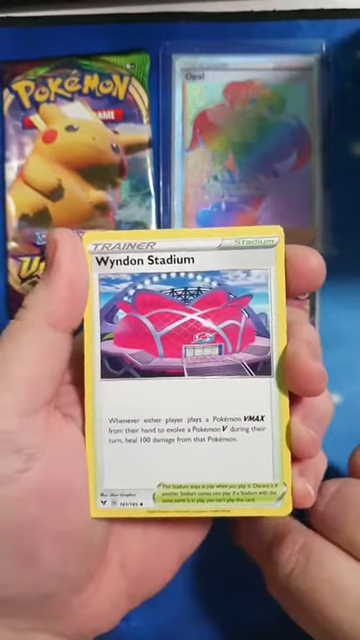 Pokémon
GAME
Opal
TRAINER
Stadium
Wyndon Stadium
Whenever either player plays a Pokémon VMAX
from their hand to evolve a Pokémon V during their
turn, heal 100 damage from that Pokémon.
This Stadium stays in play when you play it. Discard it if
another Stadium comes into play. If a Stadium with the
same name is in play, you can't play this card.
161/185